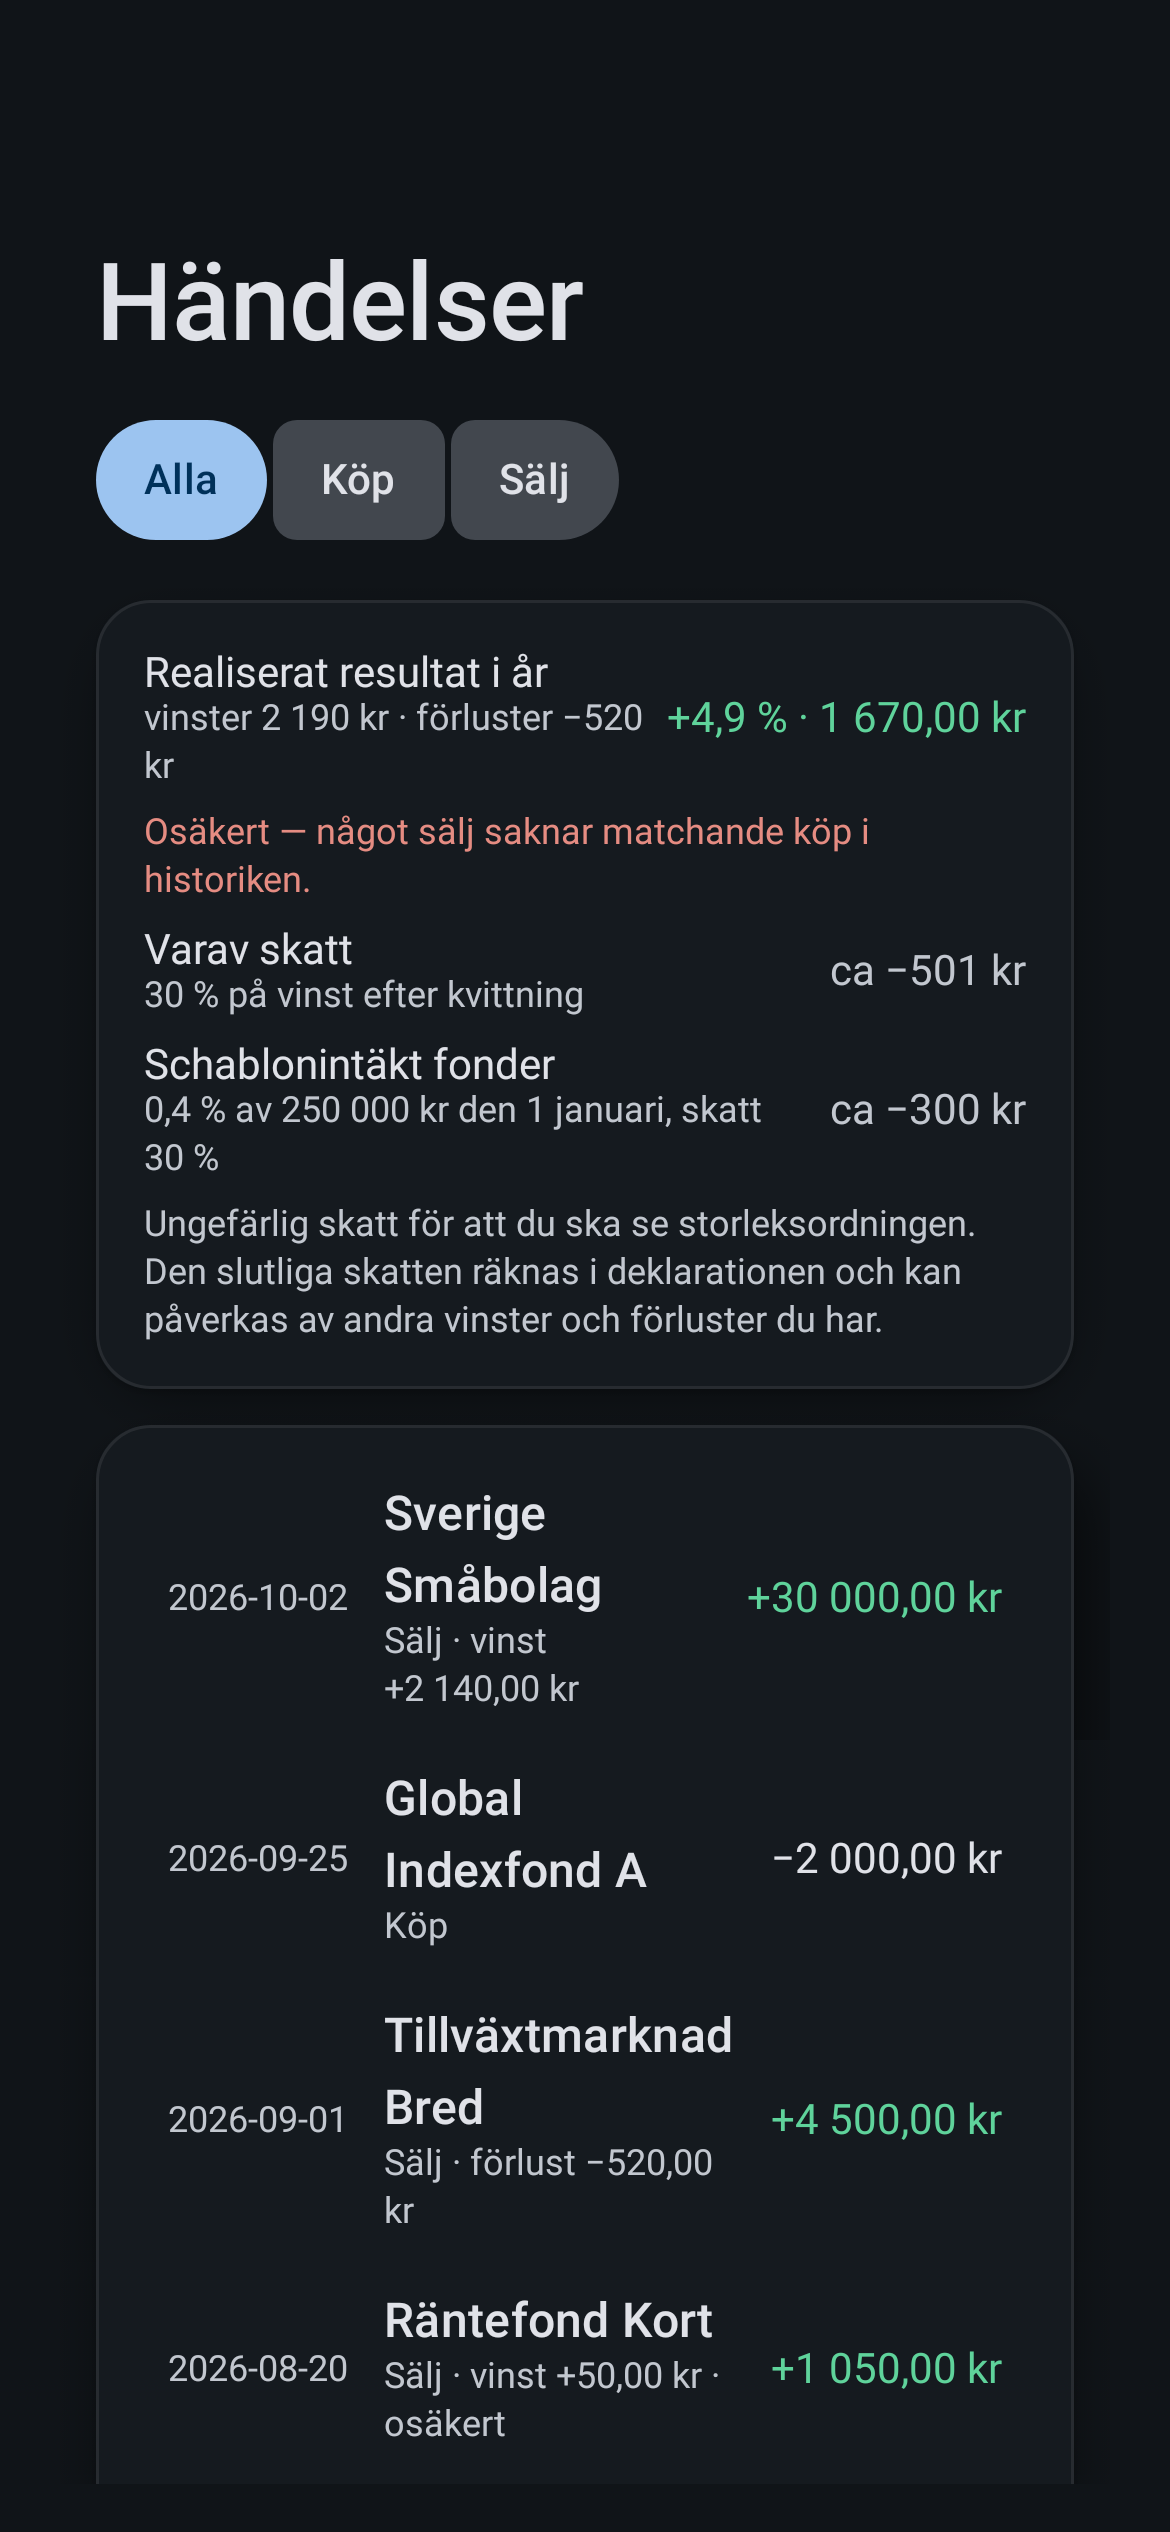 Händelser
Alla
Köp
Sälj
Realiserat resultat i år
vinster 2 190 kr · förluster −520
kr
+4,9 % · 1 670,00 kr
Osäkert — något sälj saknar matchande köp i
historiken.
Varav skatt
30 % på vinst efter kvittning
ca −501 kr
Schablonintäkt fonder
0,4 % av 250 000 kr den 1 januari, skatt
30 %
ca −300 kr
Ungefärlig skatt för att du ska se storleksordningen.
Den slutliga skatten räknas i deklarationen och kan
påverkas av andra vinster och förluster du har.
2026-10-02
Sverige
Småbolag
Sälj · vinst
+2 140,00 kr
+30 000,00 kr
2026-09-25
Global
Indexfond A
Köp
−2 000,00 kr
2026-09-01
Tillväxtmarknad
Bred
Sälj · förlust −520,00
kr
+4 500,00 kr
2026-08-20
Räntefond Kort
Sälj · vinst +50,00 kr ·
osäkert
+1 050,00 kr